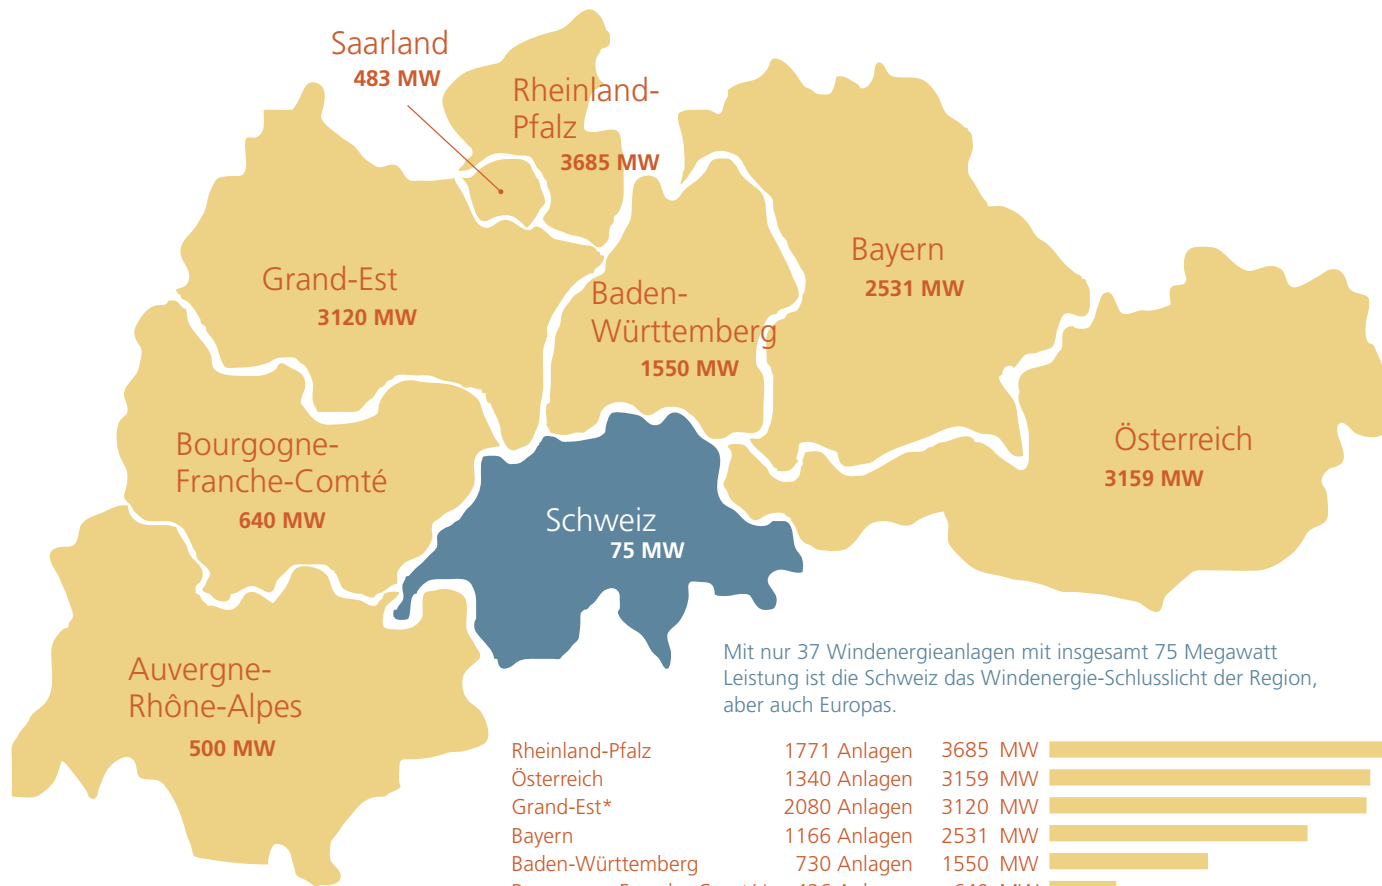 Saarland
483 MW
Rheinland-
Pfalz
3685 MW
Grand-Est
3120 MW
Baden-
Württemberg
1550 MW
Bayern
2531 MW
Österreich
3159 MW
Bourgogne-
Franche-Comté
640 MW
Schweiz
75 MW
Auvergne-
Rhône-Alpes
500 MW
Mit nur 37 Windenergieanlagen mit insgesamt 75 Megawatt
Leistung ist die Schweiz das Windenergie-Schlusslicht der Region,
aber auch Europas.
Rheinland-Pfalz 1771 Anlagen 3685 MW
Österreich 1340 Anlagen 3159 MW
Grand-Est* 2080 Anlagen 3120 MW
Bayern 1166 Anlagen 2531 MW
Baden-Württemberg 730 Anlagen 1550 MW